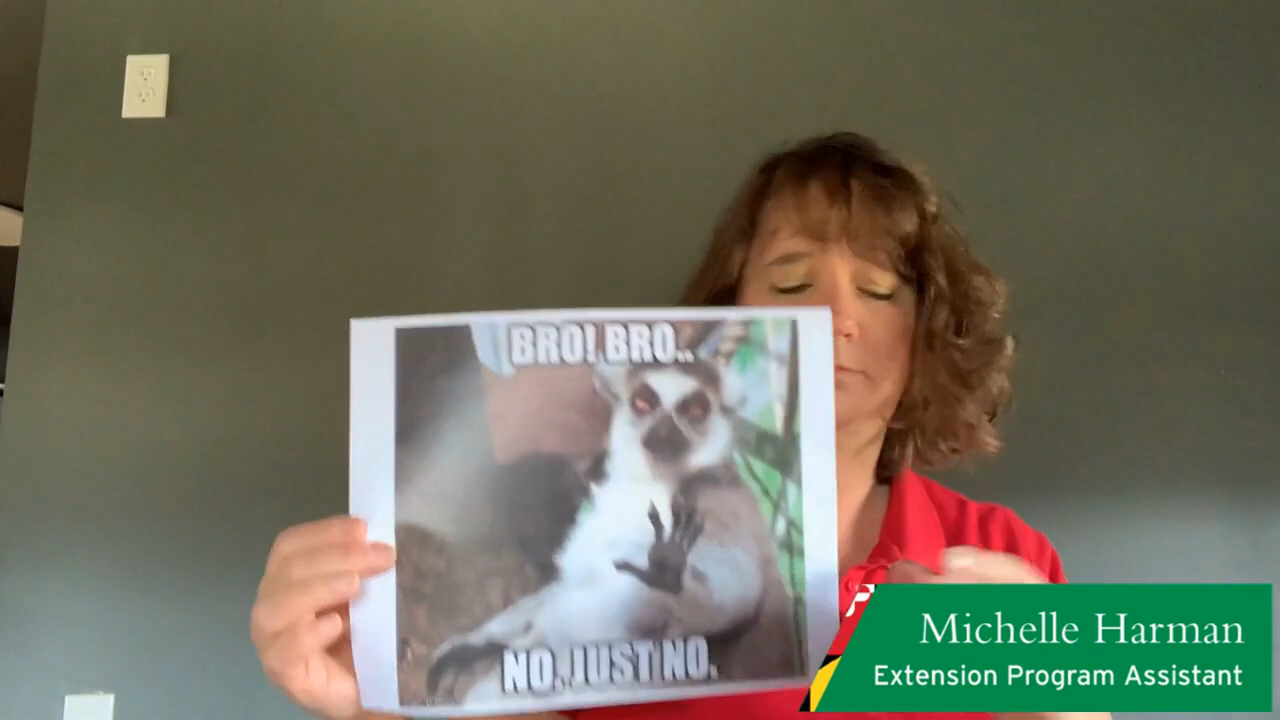 BRO! BRO..
NO, JUST NO.
Michelle Harman
Extension Program Assistant